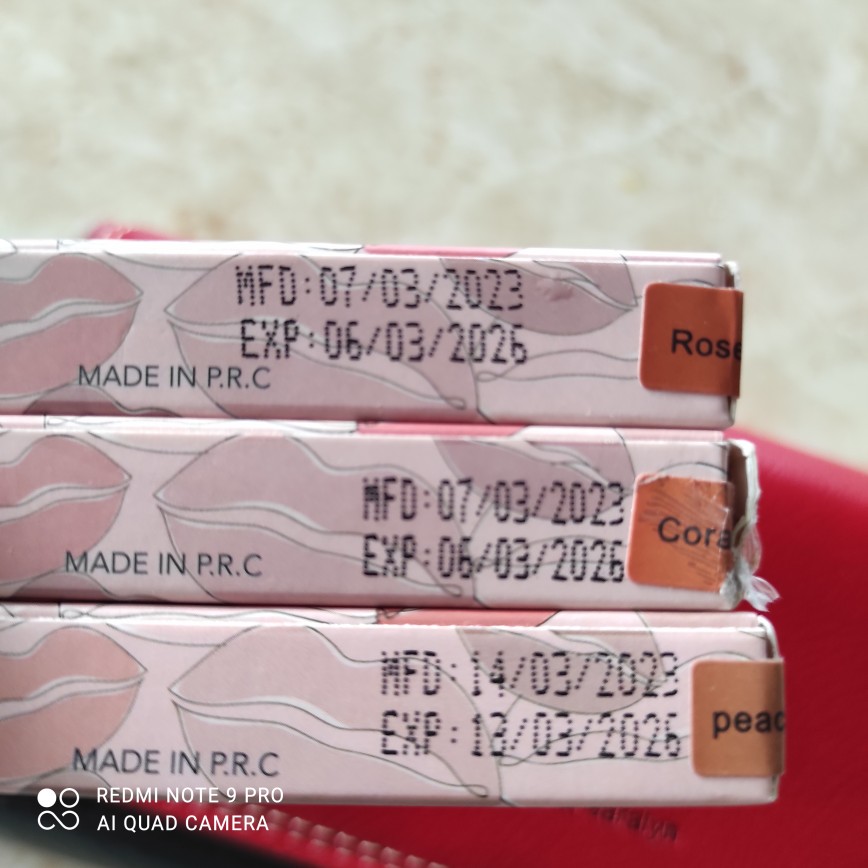 MFD:07/03/2023
EXP:06/03/2026
MADE IN P.R.C
Rose
MFD:07/03/2023
EXP:06/03/2026
MADE IN P.R.C
Cora
MFD:14/03/2023
EXP:13/03/2026
MADE IN P.R.C
peac
REDMI NOTE 9 PRO
AI QUAD CAMERA